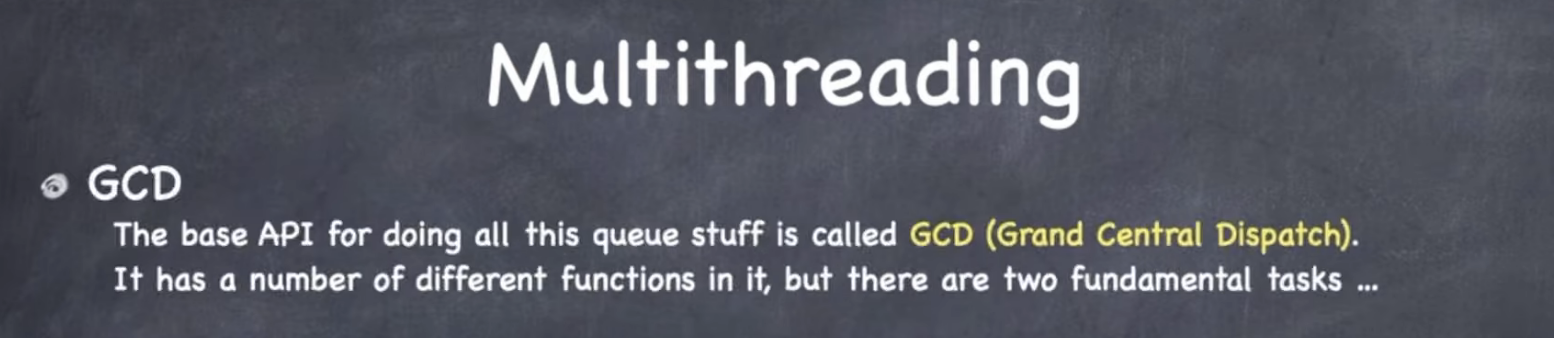 Multithreading
GCD
The base API for doing all this queue stuff is called GCD (Grand Central Dispatch).
It has a number of different functions in it, but there are two fundamental tasks ...